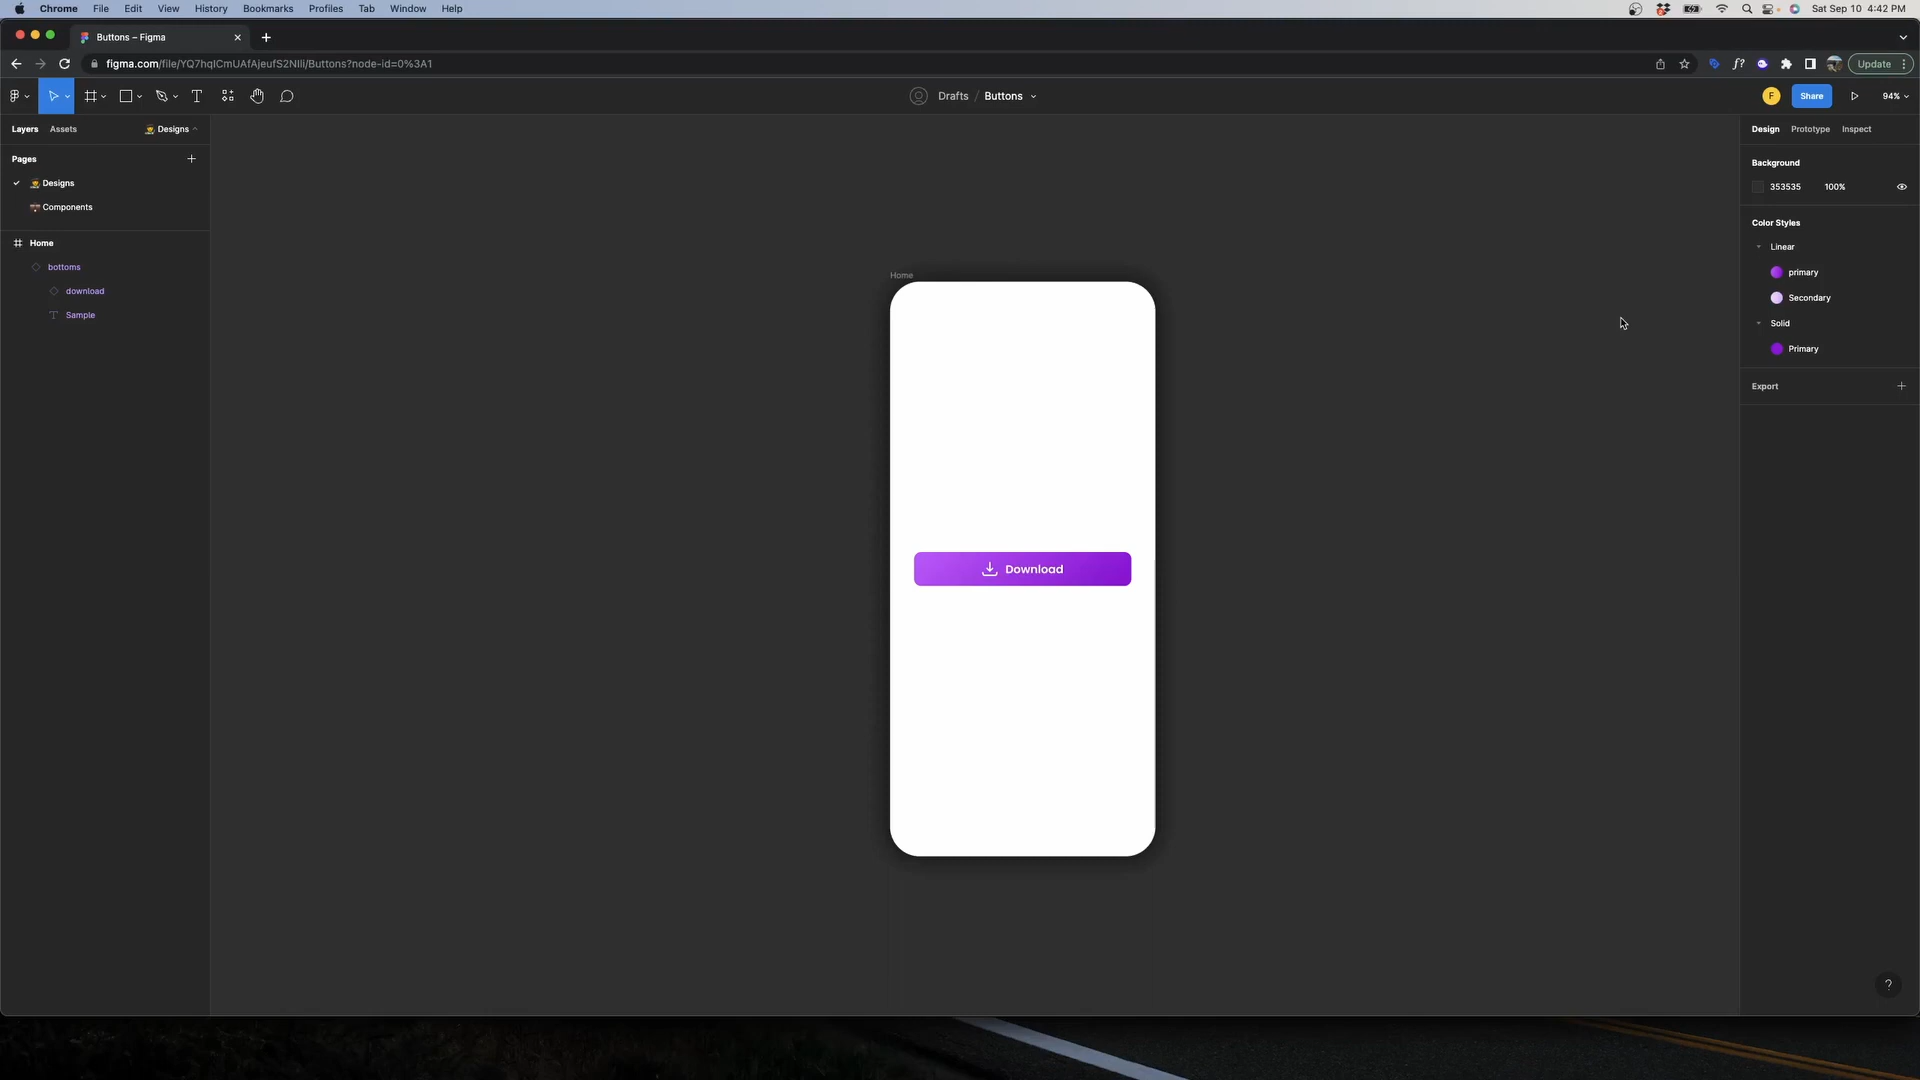 Chrome File Edit View History Bookmarks Profiles Tab Window Help
Sat Sep 10 4:42 PM
Buttons – Figma
figma.com/file/YQ7hqICmUAfAjeufS2NIli/Buttons?node-id=0%3A1
f?
Update
Drafts / Buttons
F
Share
94%
Layers Assets Designs
Design Prototype Inspect
Pages
Designs
Components
Home
bottoms
download
Sample
Home
Download
Background
353535 100%
Color Styles
Linear
primary
Secondary
Solid
Primary
Export
?